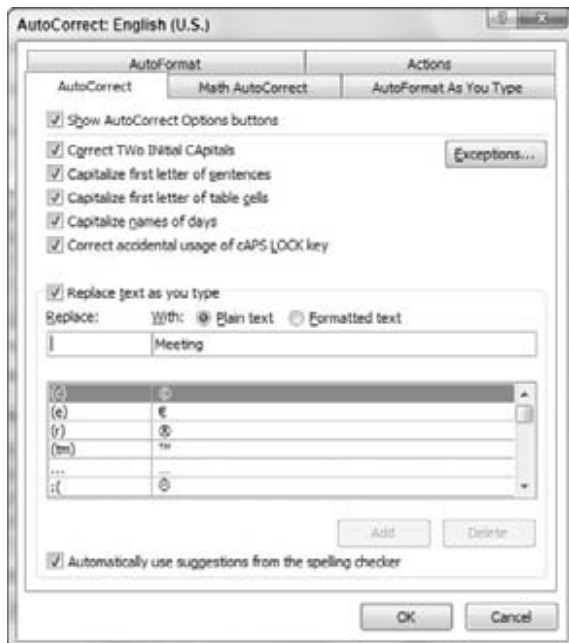 AutoCorrect: English (U.S.)
AutoFormat Actions
AutoCorrect Math AutoCorrect AutoFormat As You Type
Show AutoCorrect Options buttons
Correct TWo INitial CApitals
Exceptions...
Capitalize first letter of sentences
Capitalize first letter of table cells
Capitalize names of days
Correct accidental usage of cAPS LOCK key
Replace text as you type
Replace: With: Plain text Formatted text
Meeting
(c) ©
(e) €
(r) ®
(tm) ™
... …
:( ☹
Add Delete
Automatically use suggestions from the spelling checker
OK Cancel